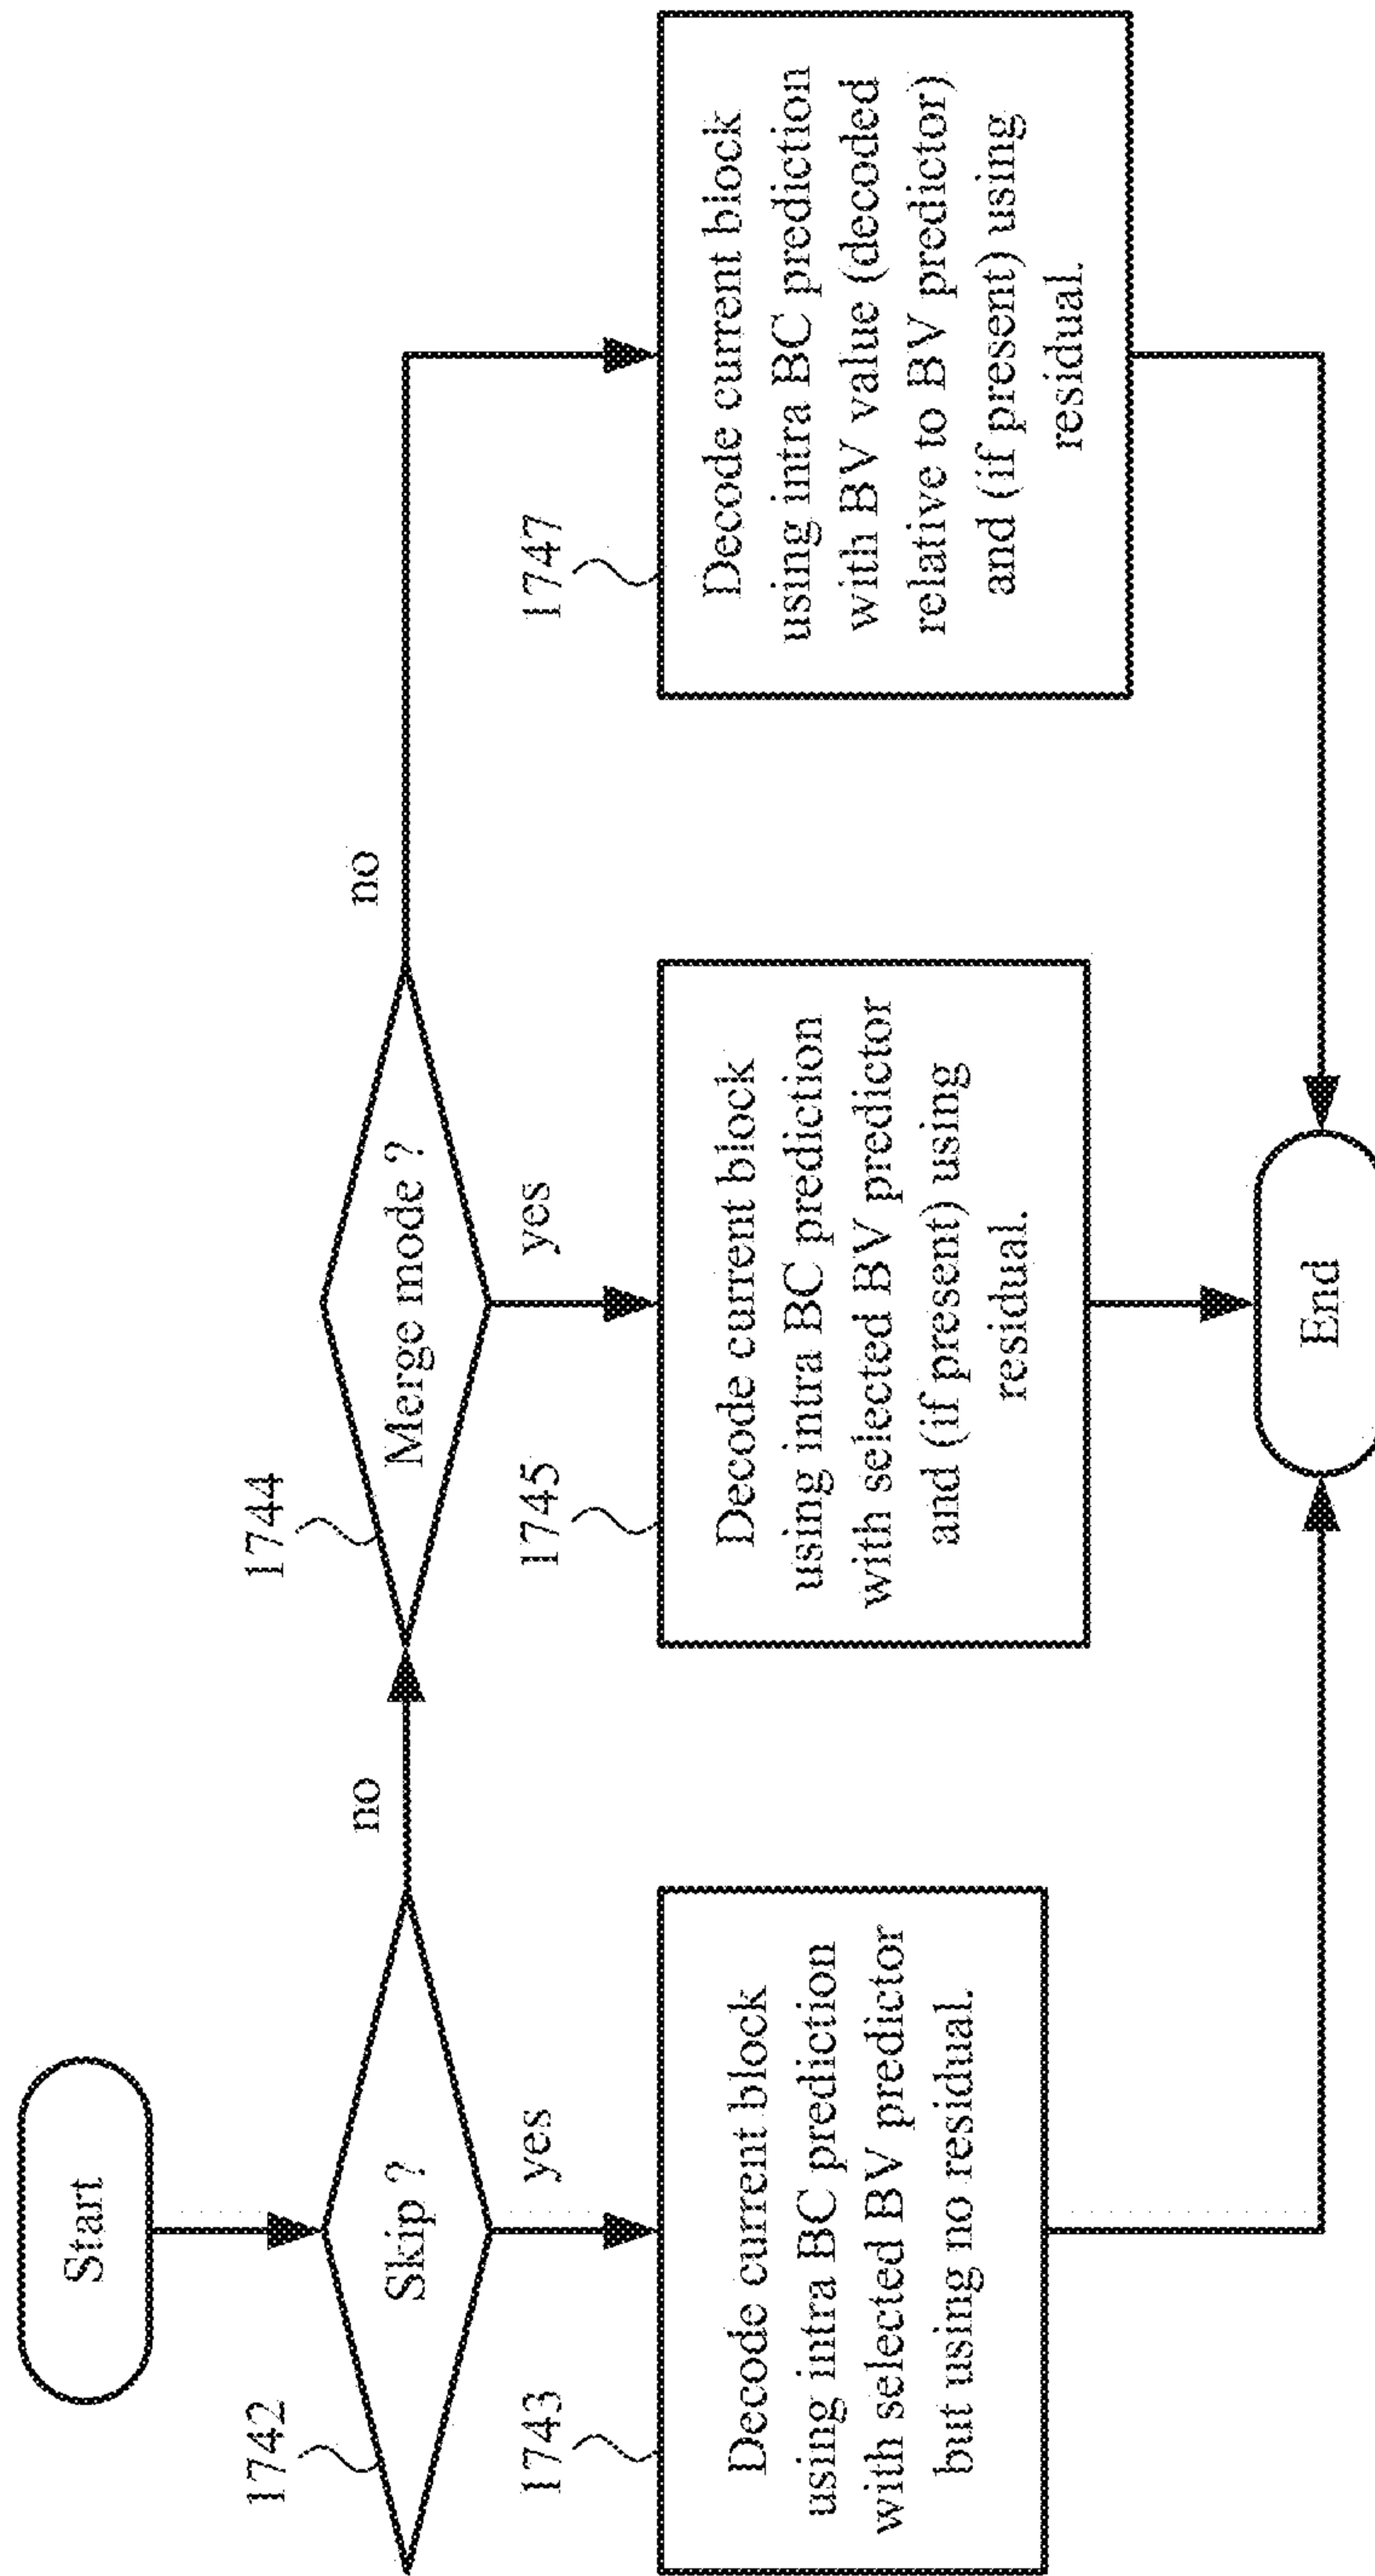 Start
1742
Skip ?
no
1744
Merge mode ?
no
yes
yes
1743
Decode current block
using intra BC prediction
with selected BV predictor
but using no residual.
1745
Decode current block
using intra BC prediction
with selected BV predictor
and (if present) using
residual.
1747
Decode current block
using intra BC prediction
with BV value (decoded
relative to BV predictor)
and (if present) using
residual.
End